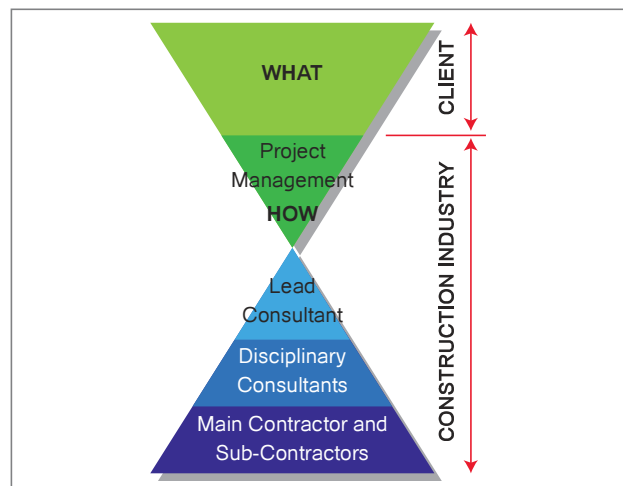 WHAT
CLIENT
Project
Management
HOW
CONSTRUCTION INDUSTRY
Lead
Consultant
Disciplinary
Consultants
Main Contractor and
Sub-Contractors